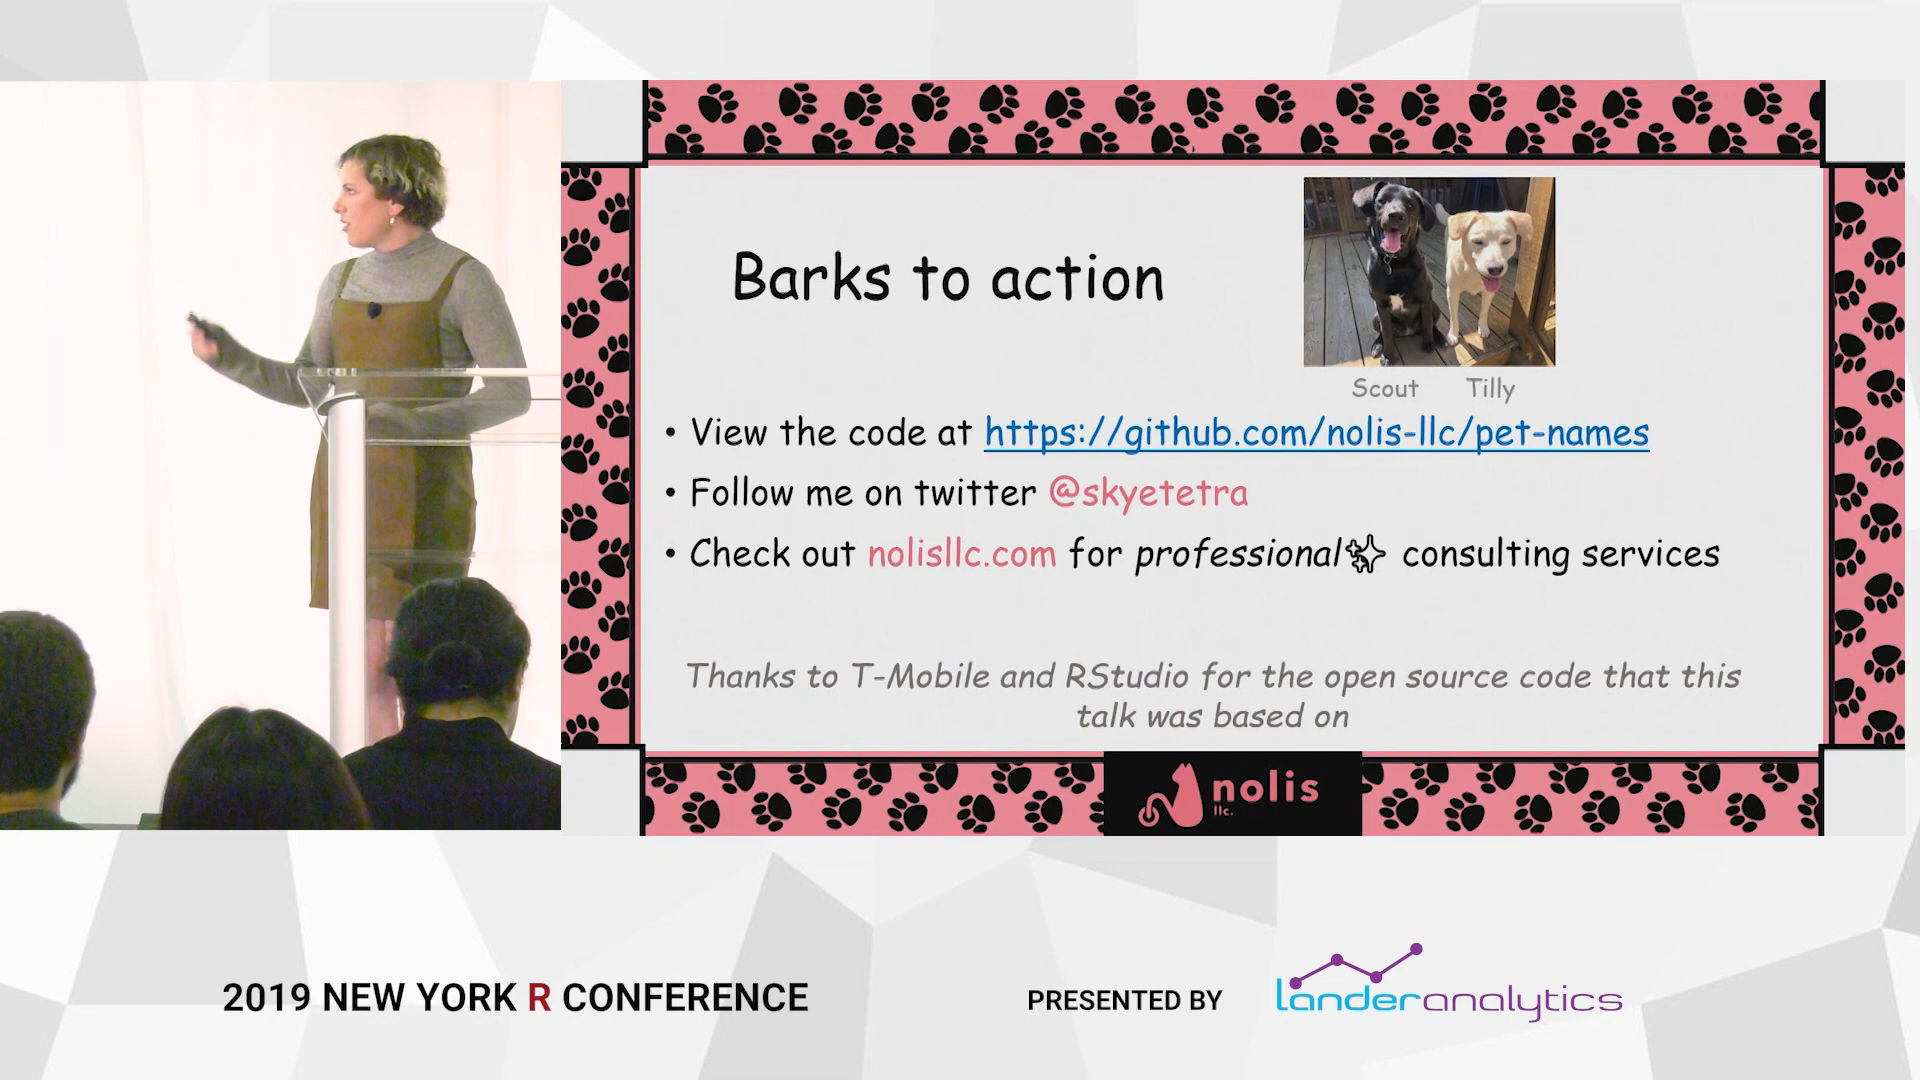 Barks to action
Scout Tilly
• View the code at https://github.com/nolis-llc/pet-names
• Follow me on twitter @skyetetra
• Check out nolisllc.com for professional✨ consulting services
Thanks to T-Mobile and RStudio for the open source code that this
talk was based on
nolis
llc.
2019 NEW YORK R CONFERENCE
PRESENTED BY
landeranalytics